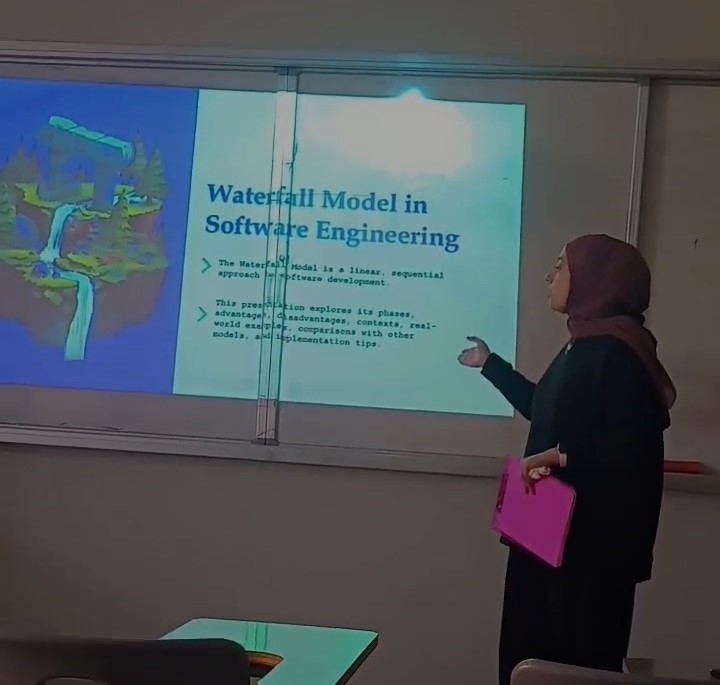 Waterfall Model in
Software Engineering
The Waterfall Model is a linear, sequential
approach to software development.
This presentation explores its phases,
advantages, disadvantages, contexts, real-
world examples, comparisons with other
models, and implementation tips.